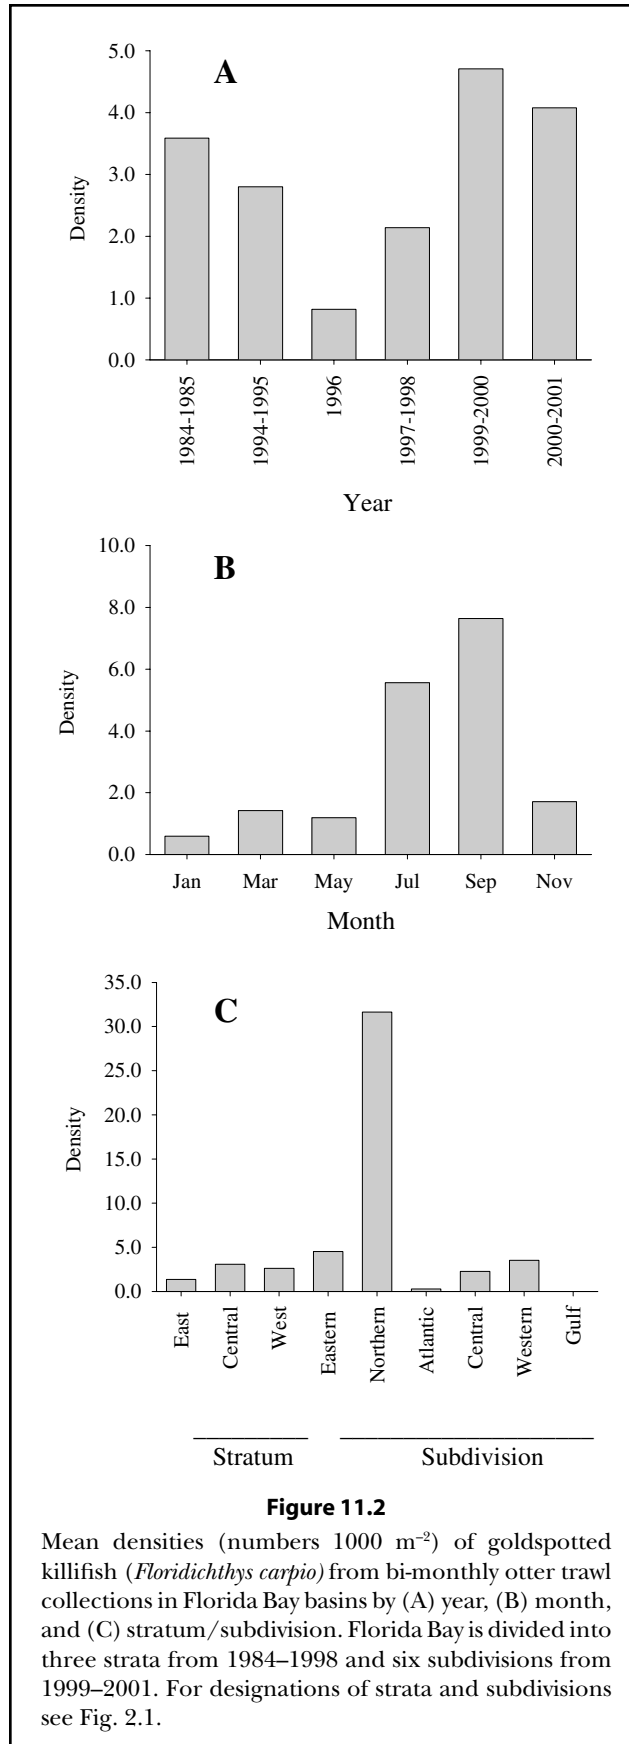 A
5.0
4.0
3.0
2.0
1.0
0.0
Density
1984-1985
1994-1995
1996
1997-1998
1999-2000
2000-2001
Year
B
10.0
8.0
6.0
4.0
2.0
0.0
Density
Jan Mar May Jul Sep Nov
Month
C
35.0
30.0
25.0
20.0
15.0
10.0
5.0
0.0
Density
East
Central
West
Eastern
Northern
Atlantic
Central
Western
Gulf
Stratum Subdivision
Figure 11.2
Mean densities (numbers 1000 m⁻²) of goldspotted
killifish (Floridichthys carpio) from bi-monthly otter trawl
collections in Florida Bay basins by (A) year, (B) month,
and (C) stratum/subdivision. Florida Bay is divided into
three strata from 1984–1998 and six subdivisions from
1999–2001. For designations of strata and subdivisions
see Fig. 2.1.